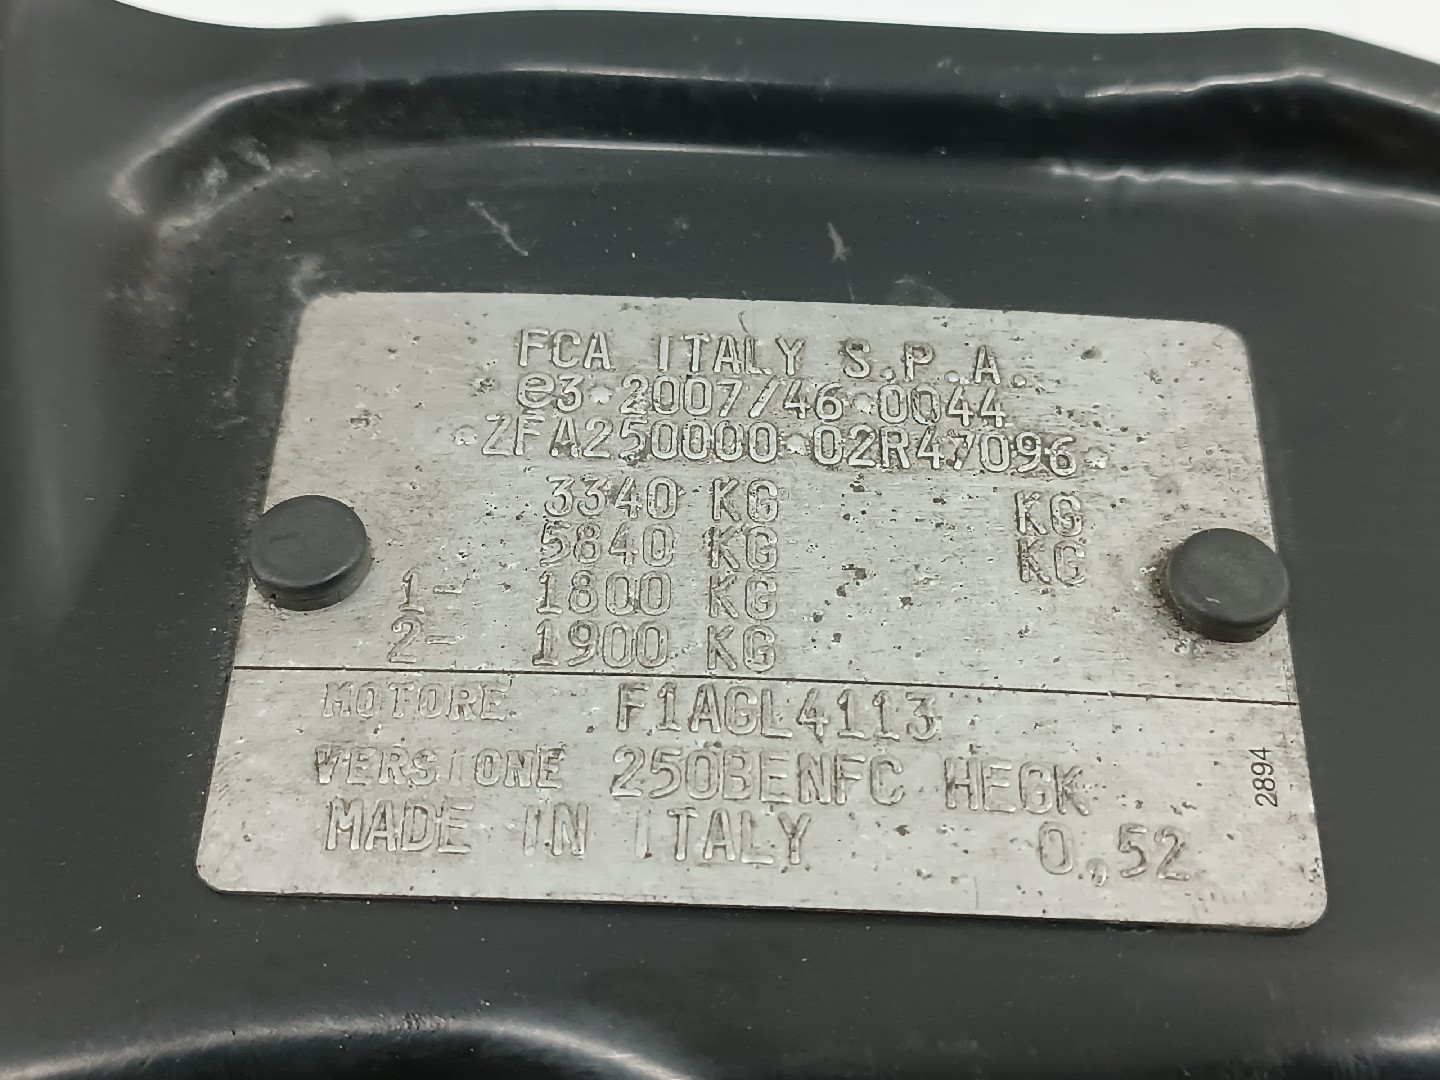 FCA ITALY S.P.A.
e3*2007/46*0044
*ZFA250000*02R47096*
3340 KG KG
5840 KG KG
1- 1800 KG
2- 1900 KG
MOTORE F1AGL4113
VERSIONE 250BENFC HEGK
MADE IN ITALY 0,52
2894